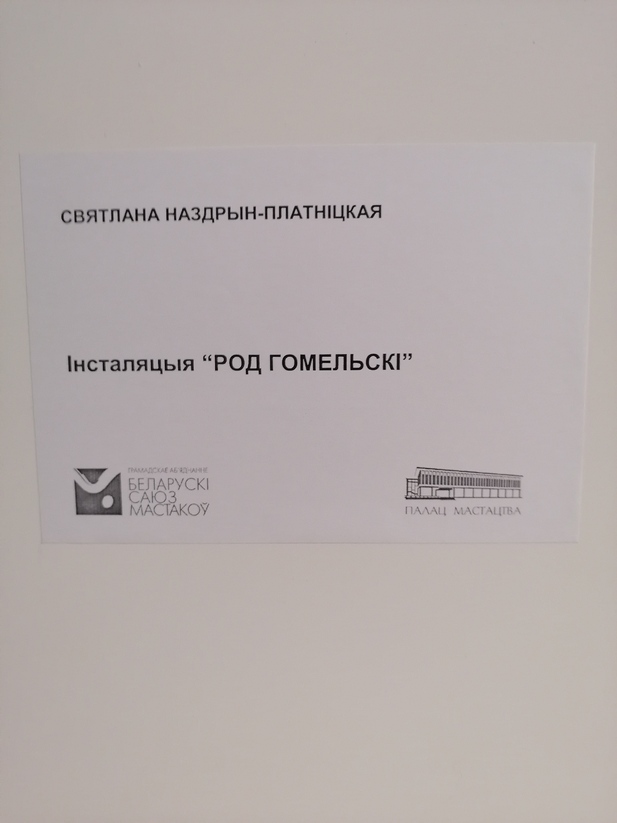 СВЯТЛАНА НАЗДРЫН-ПЛАТНІЦКАЯ
Інсталяцыя “РОД ГОМЕЛЬСКІ”
ГРАМАДСКАЕ АБ'ЯДНАННЕ
БЕЛАРУСКІ
САЮЗ
МАСТАКОЎ
ПАЛАЦ МАСТАЦТВА